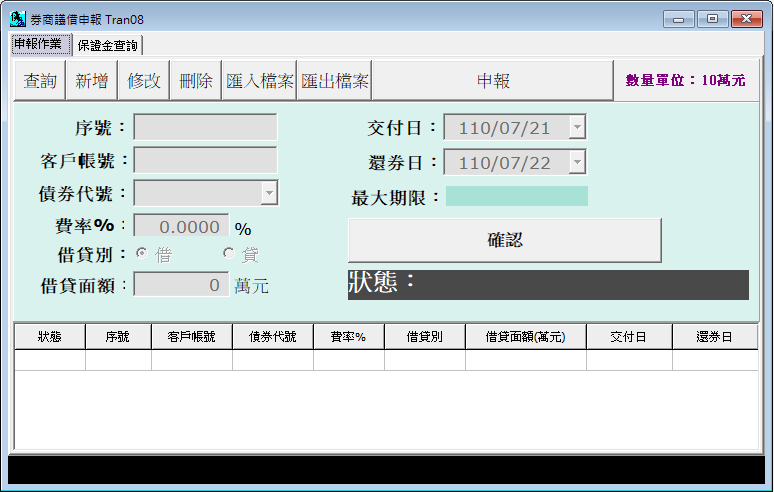 券商議借申報 Tran08
申報作業 保證金查詢
查詢 新增 修改 刪除 匯入檔案 匯出檔案 申報 數量單位：10萬元
序號： 交付日： 110/07/21
客戶帳號： 還券日： 110/07/22
債券代號： 最大期限：
費率%： 0.0000 %
借貸別： 借 貸 確認
借貸面額： 0 萬元 狀態：
狀態 序號 客戶帳號 債券代號 費率% 借貸別 借貸面額(萬元) 交付日 還券日